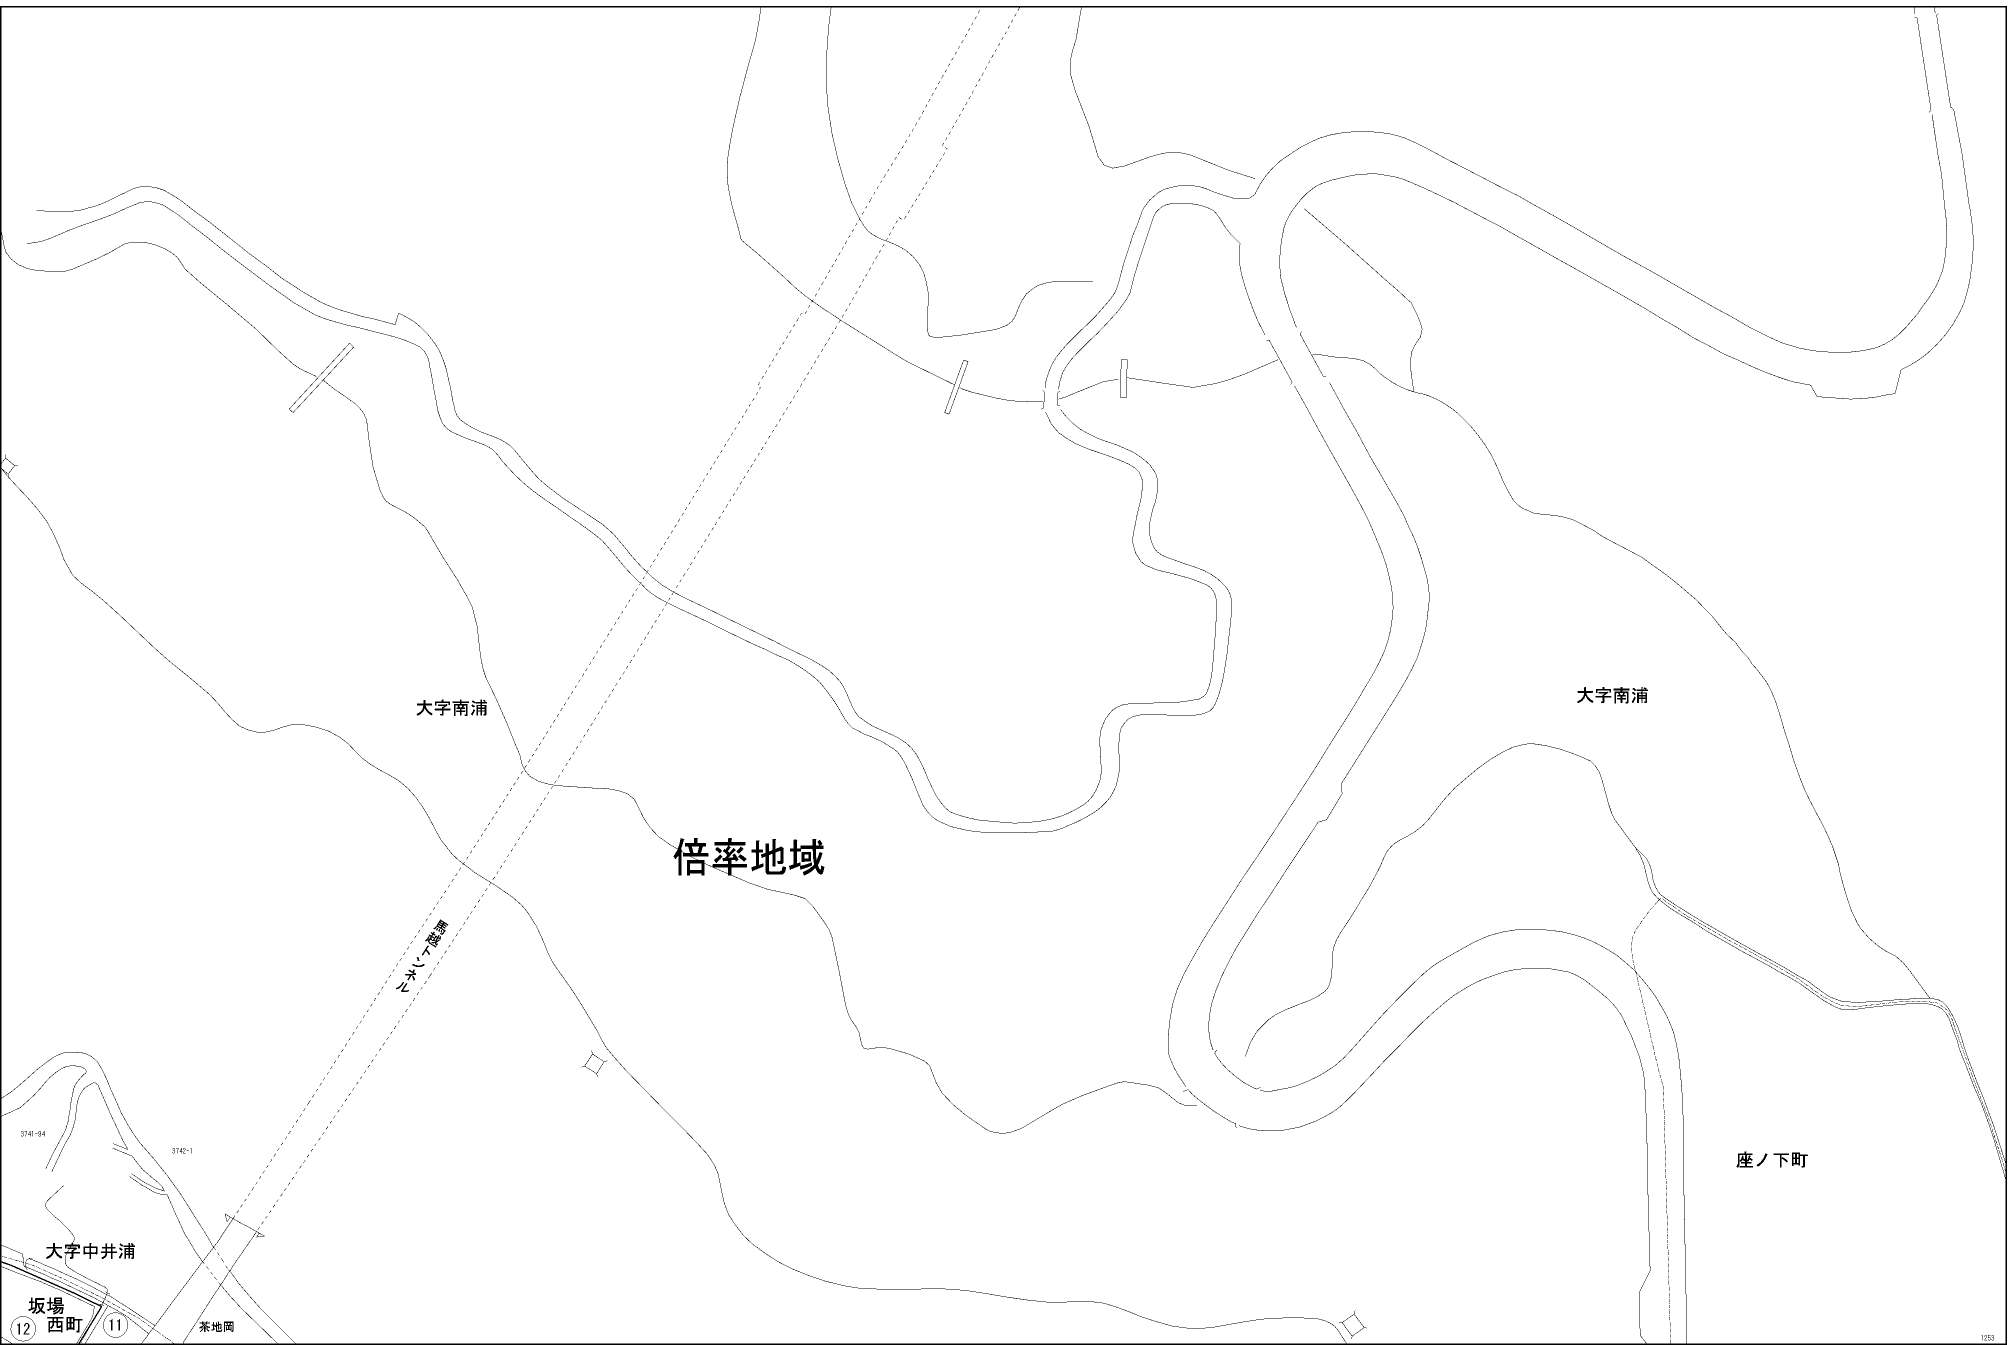 大字南浦
大字南浦
倍率地域
馬越トンネル
3741-94
3742-1
座ノ下町
大字中井浦
坂場
西町
12
11
茶地岡
1253